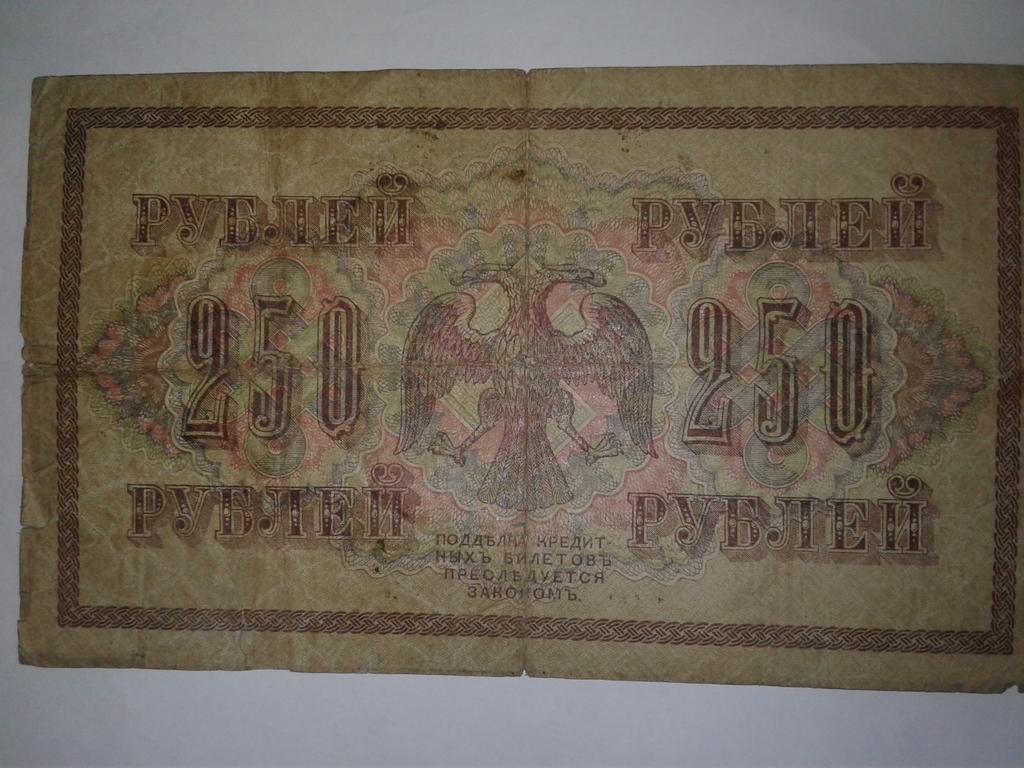 РУБЛЕЙ РУБЛЕЙ
250 250
РУБЛЕЙ РУБЛЕЙ
ПОДДѢЛКА КРЕДИТ-
НЫХЪ БИЛЕТОВЪ
ПРЕСЛѢДУЕТСЯ
ЗАКОНОМЪ.